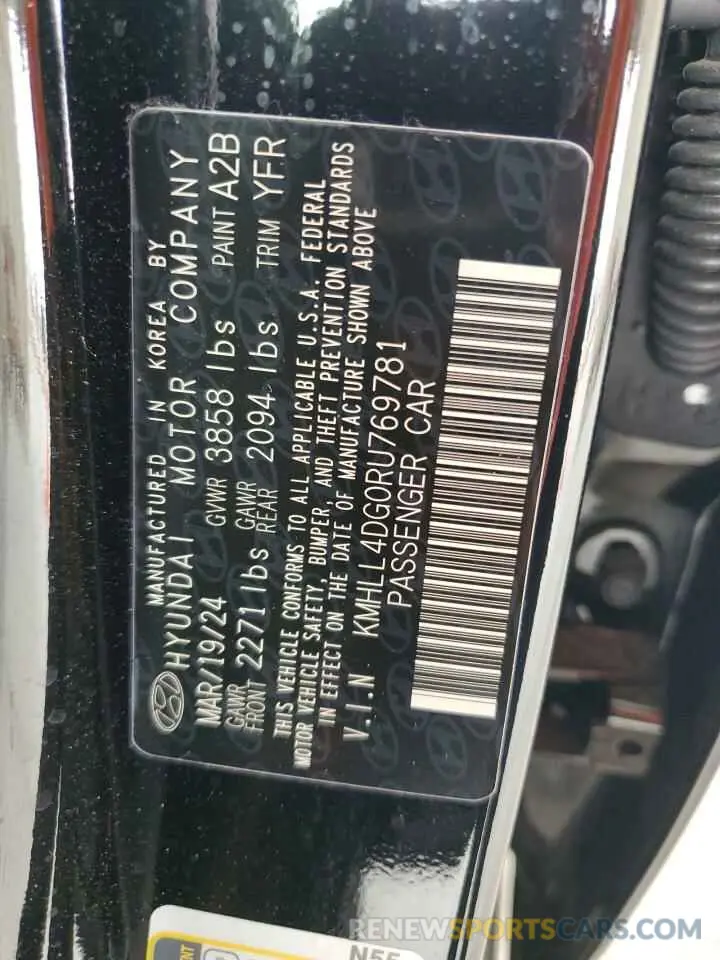 MANUFACTURED IN KOREA BY
HYUNDAI MOTOR COMPANY
MAR/19/24 GVWR 3858 lbs PAINT A2B
GAWR FRONT 2271 lbs GAWR REAR 2094 lbs TRIM YFR
THIS VEHICLE CONFORMS TO ALL APPLICABLE U.S.A. FEDERAL
MOTOR VEHICLE SAFETY, BUMPER, AND THEFT PREVENTION STANDARDS
IN EFFECT ON THE DATE OF MANUFACTURE SHOWN ABOVE
V.I.N KMHLL4DG0RU769781
PASSENGER CAR
N55
RENEWSPORTSCARS.COM